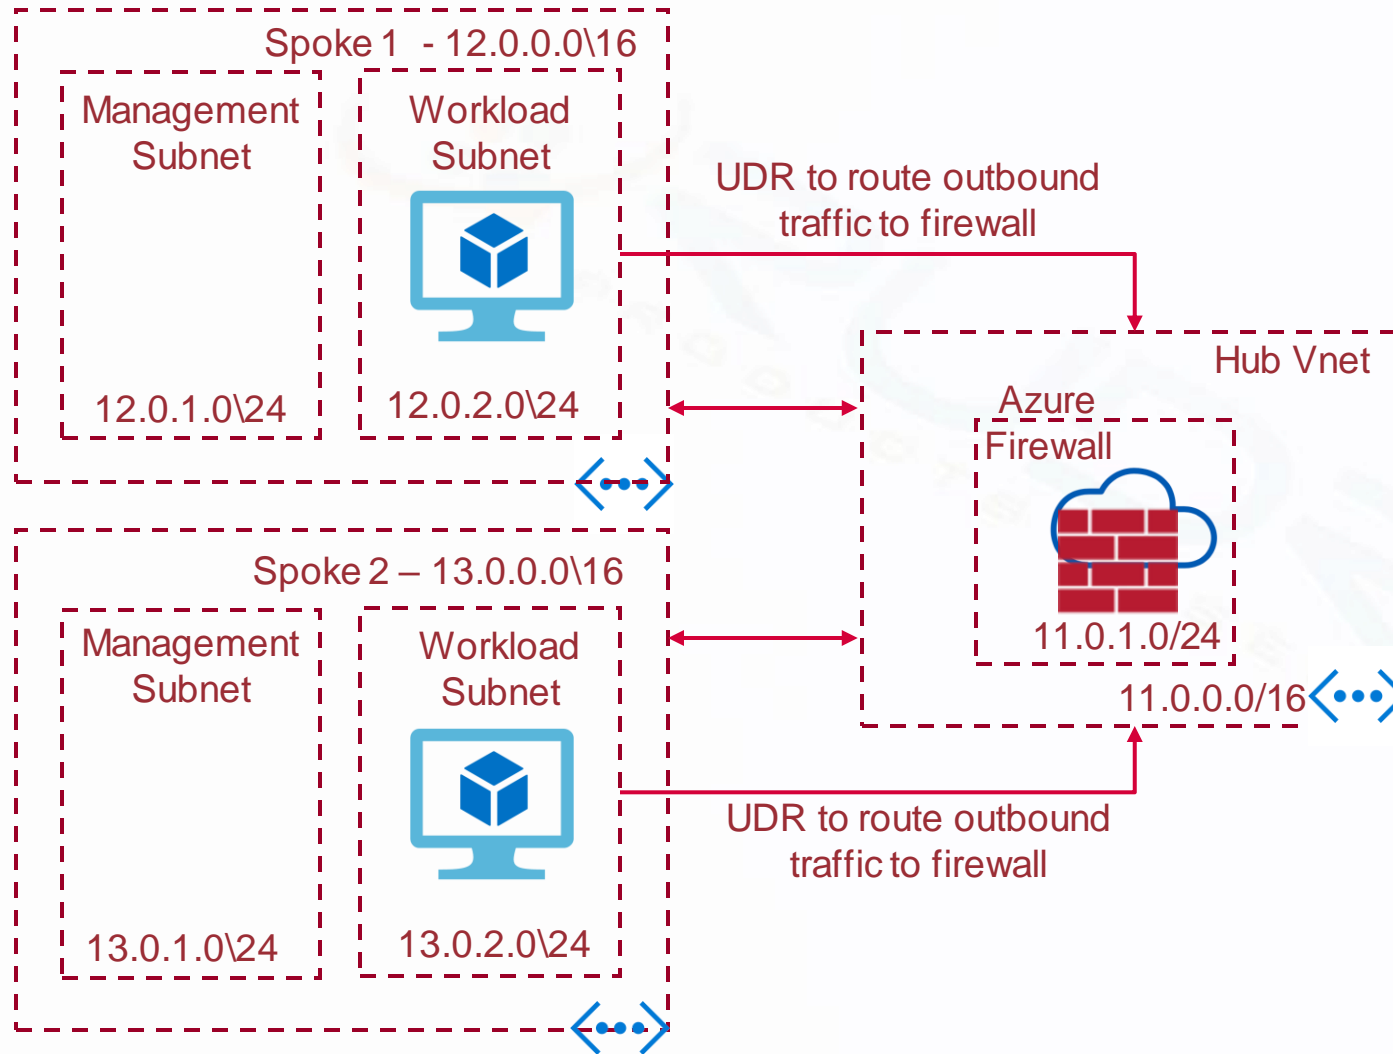 Spoke 1 - 12.0.0.0\16
Management
Subnet
12.0.1.0\24
Workload
Subnet
12.0.2.0\24
UDR to route outbound
traffic to firewall
Hub Vnet
Azure
Firewall
11.0.1.0/24
11.0.0.0/16
Spoke 2 – 13.0.0.0\16
Management
Subnet
13.0.1.0\24
Workload
Subnet
13.0.2.0\24
UDR to route outbound
traffic to firewall